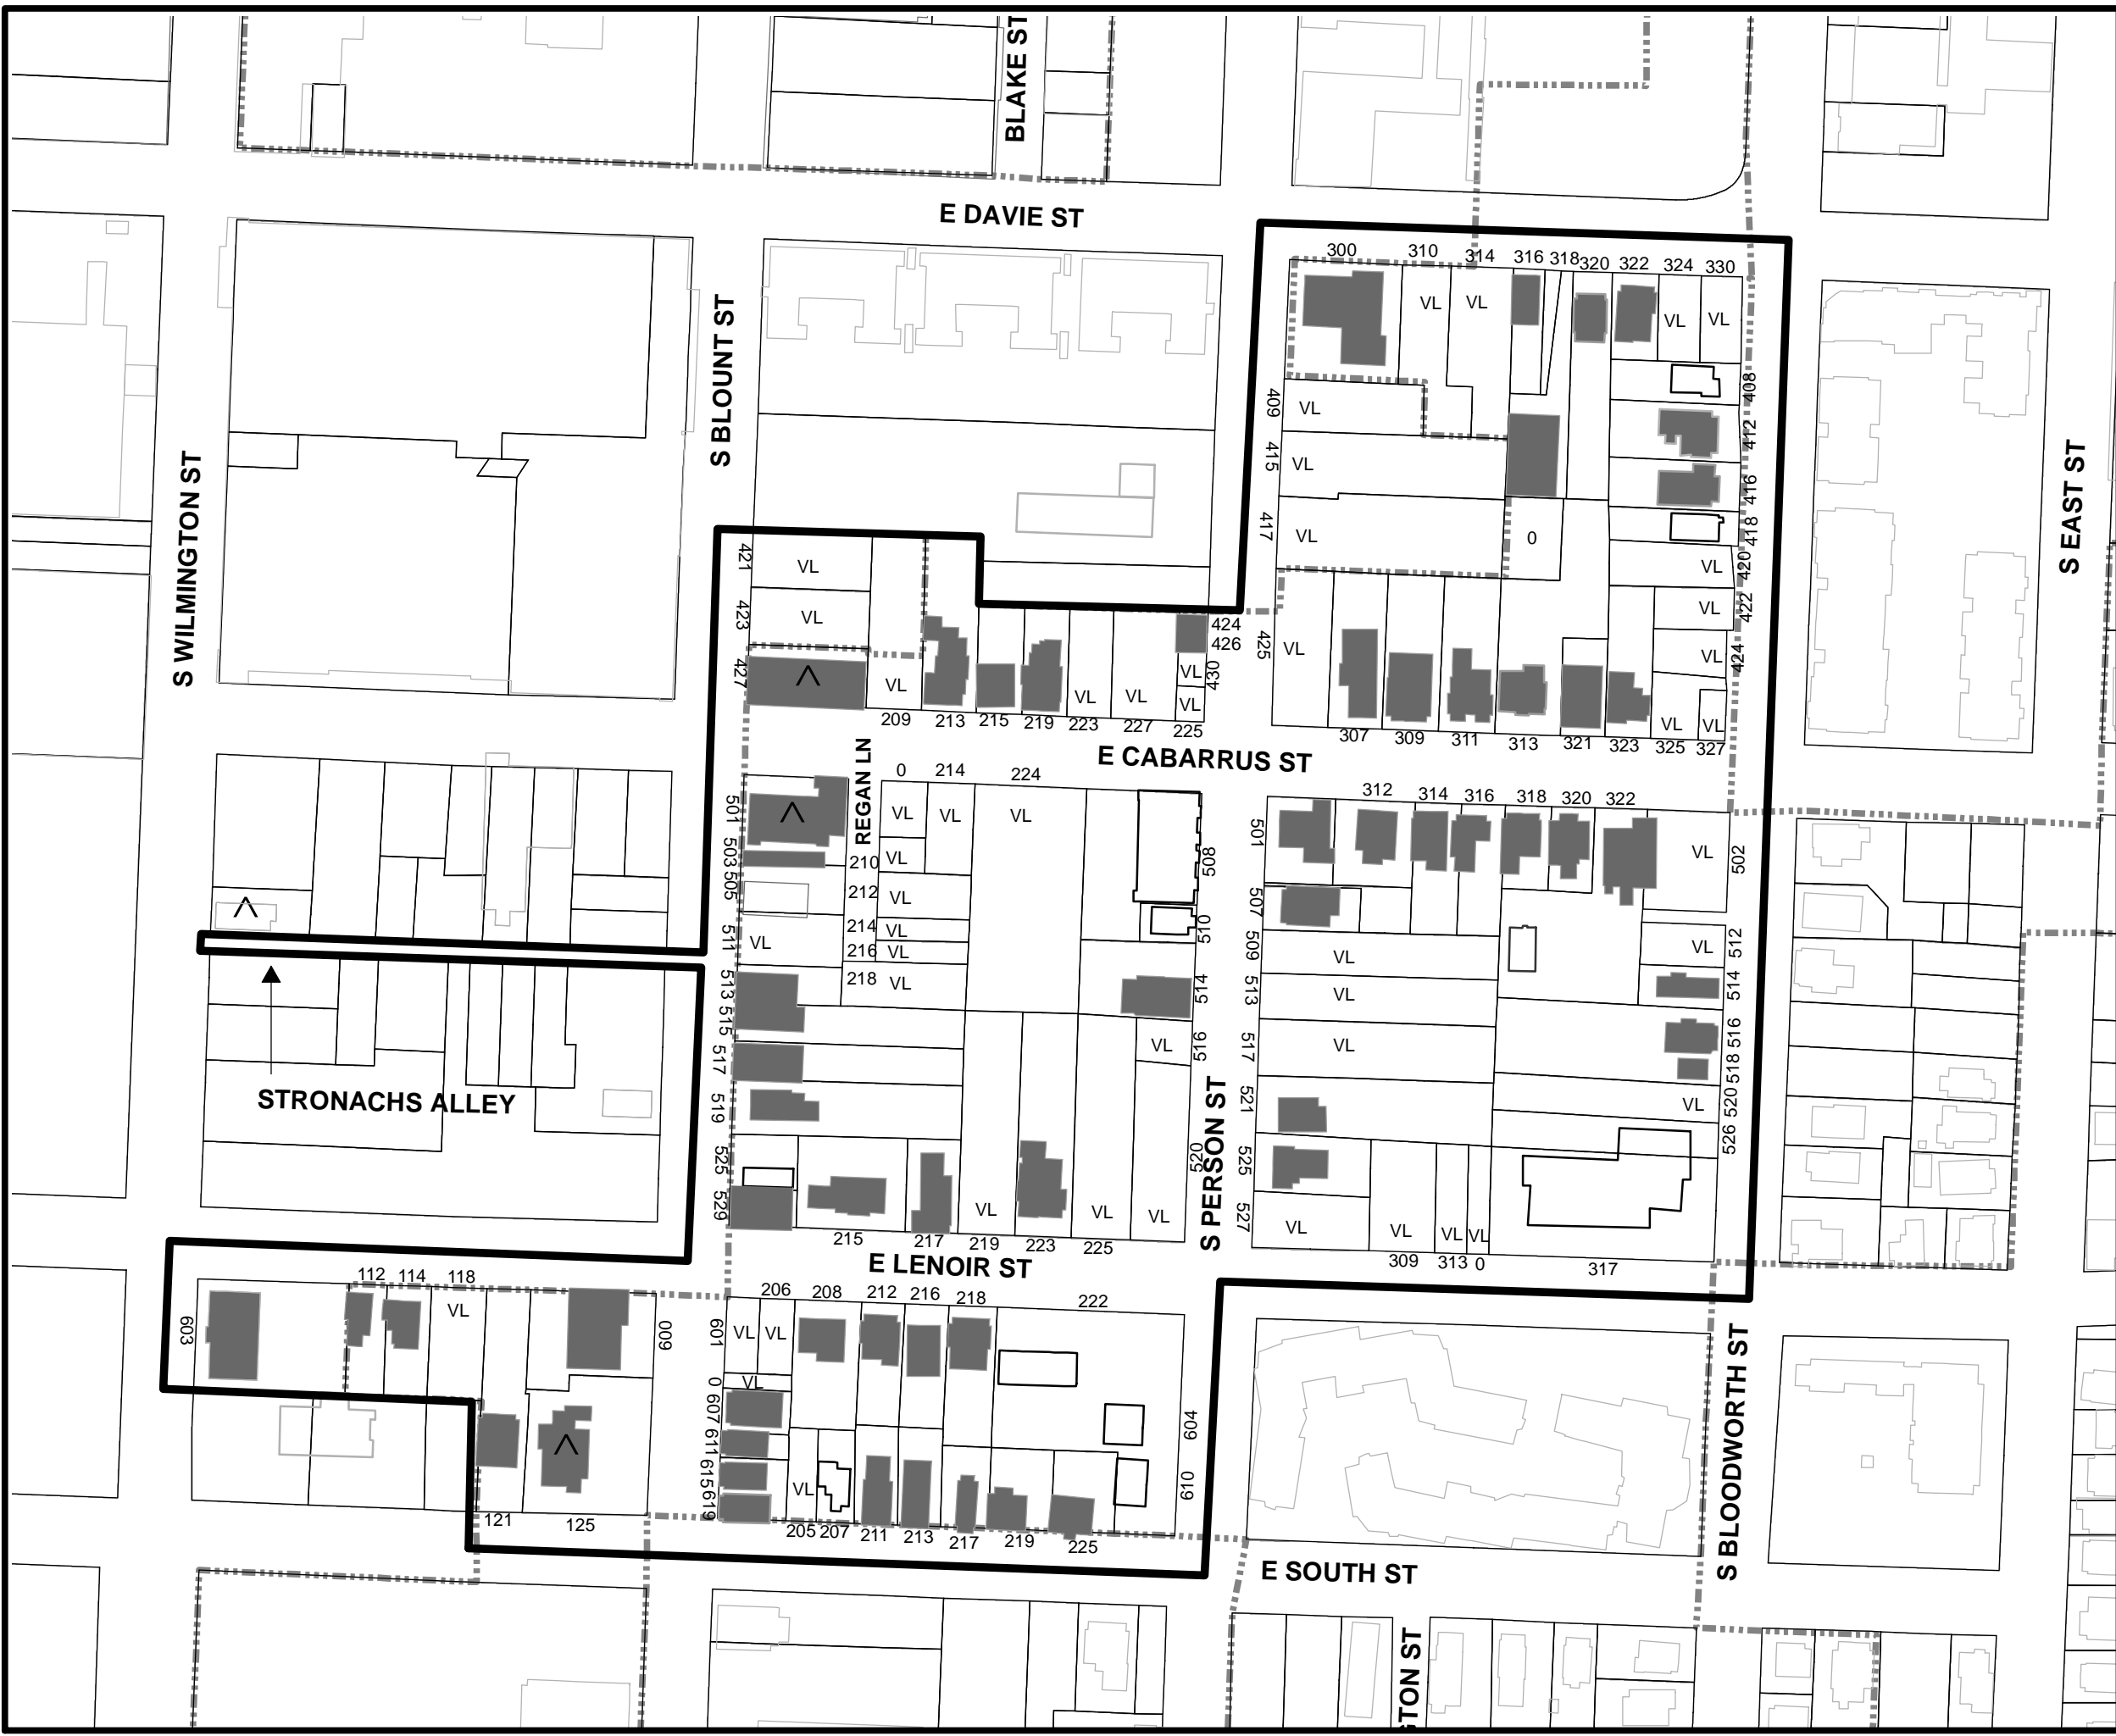 BLAKE ST
E DAVIE ST
300 310 314 316 318 320 322 324 330
VL VL VL VL
S BLOUNT ST
409 VL 408
412
415 VL 416
S WILMINGTON ST
S EAST ST
417 VL 0 418
421 VL VL 420
423 VL VL 422
424
426
425 VL VL 424
427 ^ VL VL VL VL 430
VL VL VL
209 213 215 219 223 227 225
307 309 311 313 321 323 325 327
E CABARRUS ST
REGAN LN
0 214 224
312 314 316 318 320 322
501 ^ VL VL VL 501 VL 502
503 210 VL 508
505 212 VL 507
^
214 VL 510
511 VL 216 VL 509 VL VL 512
513 218 VL 514 513 VL 514
515
517 VL 516 517 VL 516
518
STRONACHS ALLEY
519 521 VL 520
525 520 525 526
S PERSON ST
529 VL VL VL 527 VL VL VL VL
215 217 219 223 225
309 313 0 317
E LENOIR ST
112 114 118
206 208 212 216 218 222
603 VL 600 601 VL VL
0 VL
607
611 604
^ 615 VL 610
619
121 125
205 207 211 213 217 219 225
S BLOODWORTH ST
E SOUTH ST
GTON ST